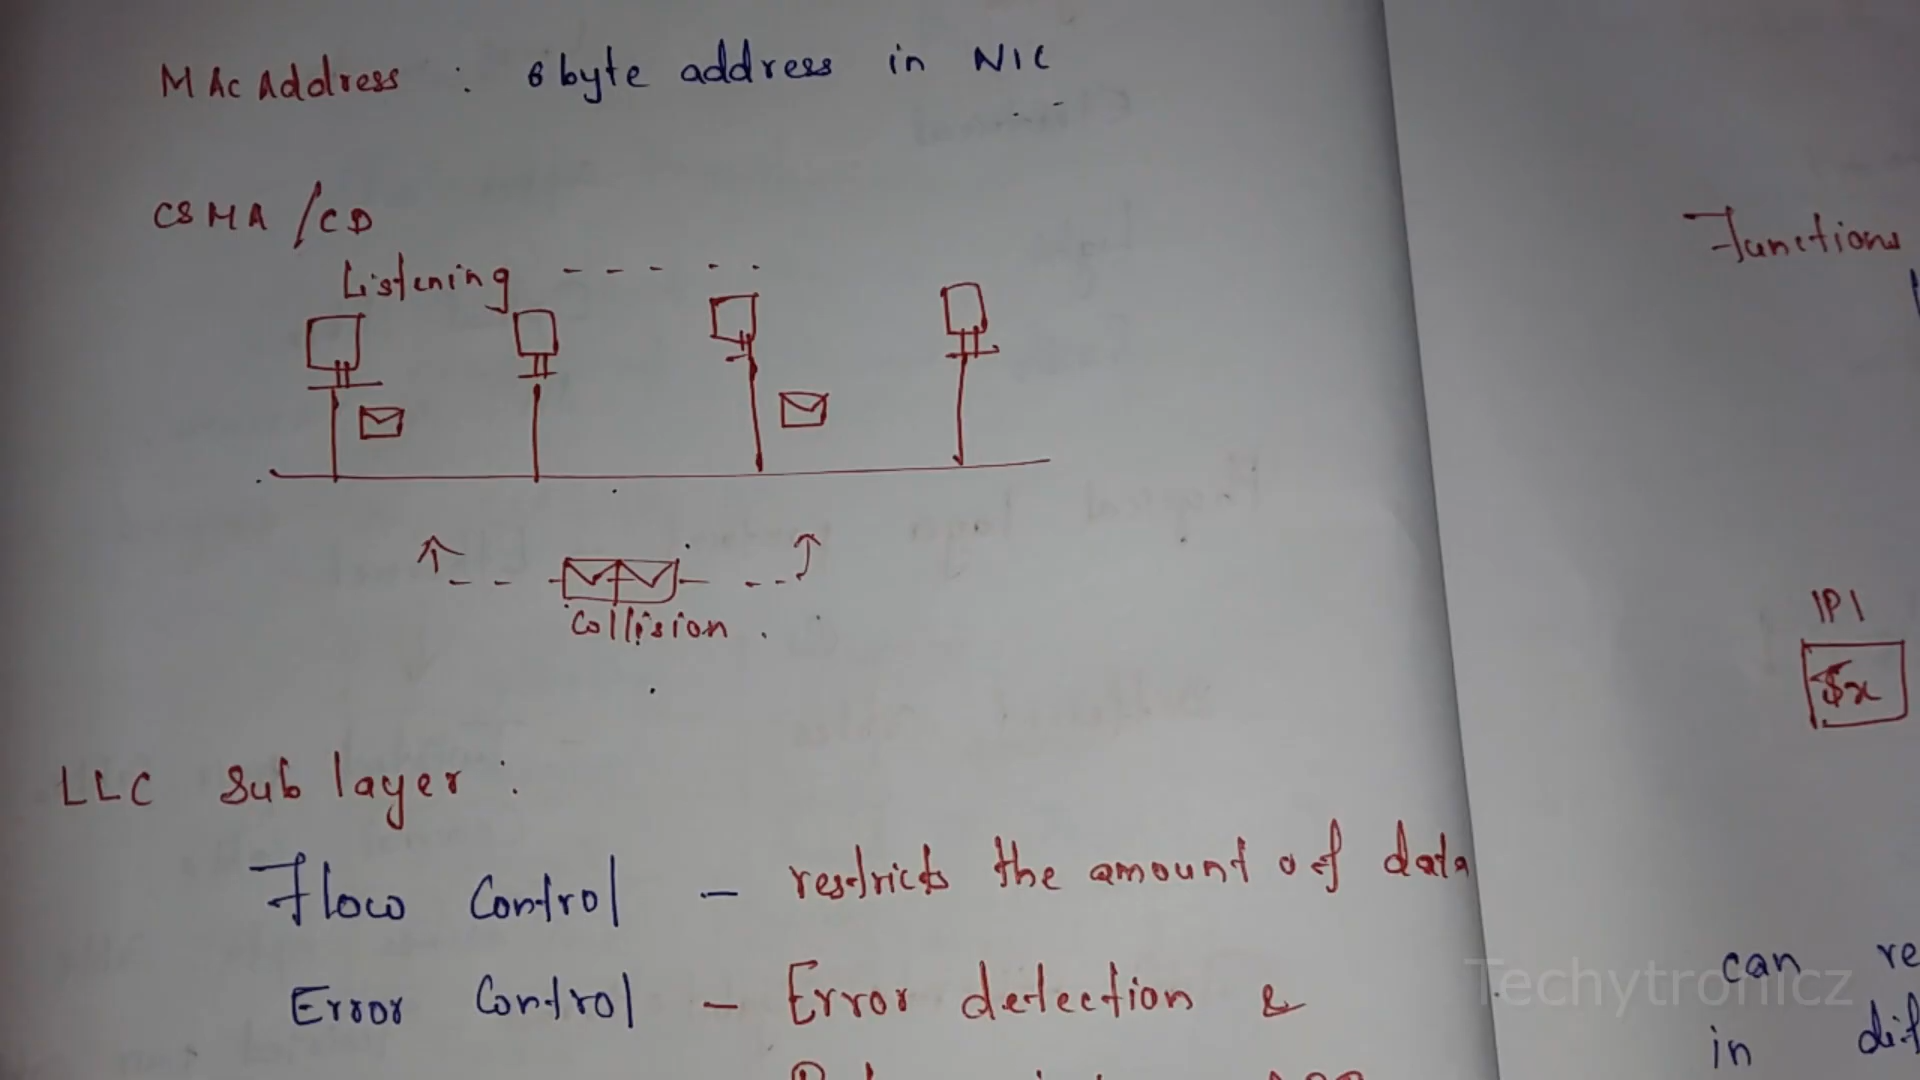 MAC Address : 6 byte address in NIC
CSMA / CD
Listening
Collision
LLC Sub layer :
Flow Control - restricts the amount of data
Error Control - Error detection &
Functions
IP1
can re
in dif
Techytronicz